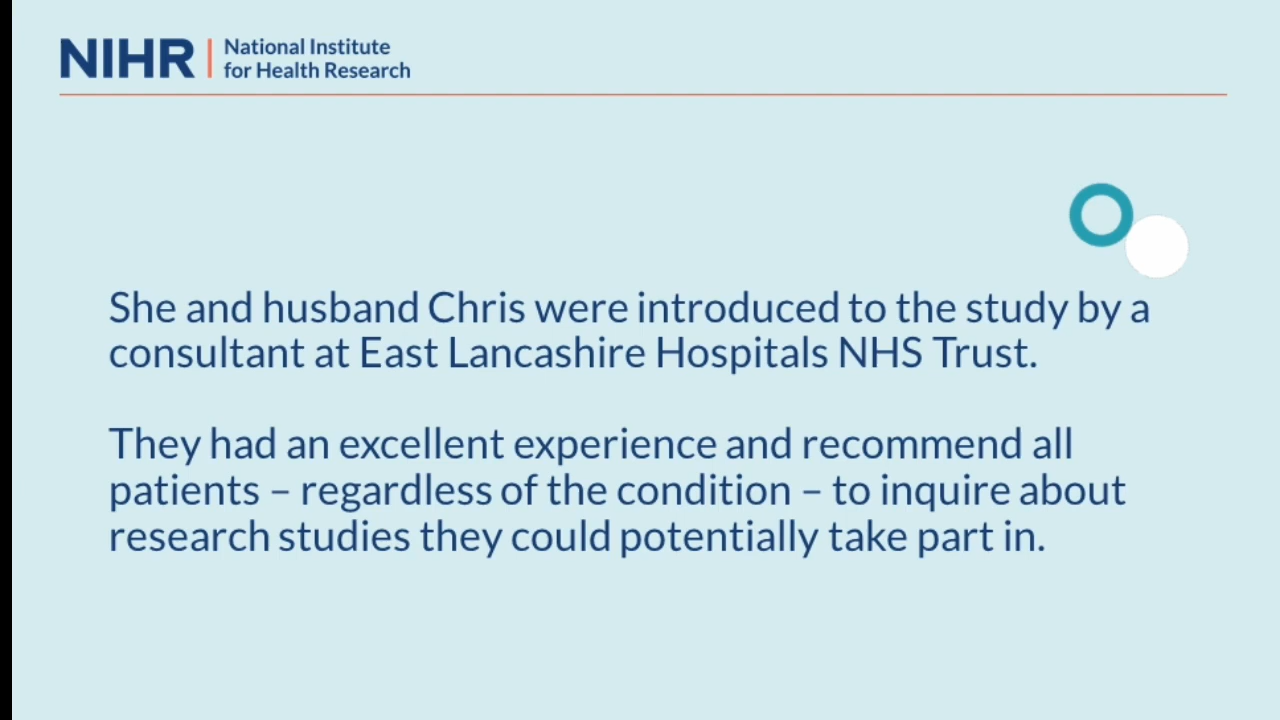 NIHR
National Institute
for Health Research
She and husband Chris were introduced to the study by a
consultant at East Lancashire Hospitals NHS Trust.
They had an excellent experience and recommend all
patients – regardless of the condition – to inquire about
research studies they could potentially take part in.